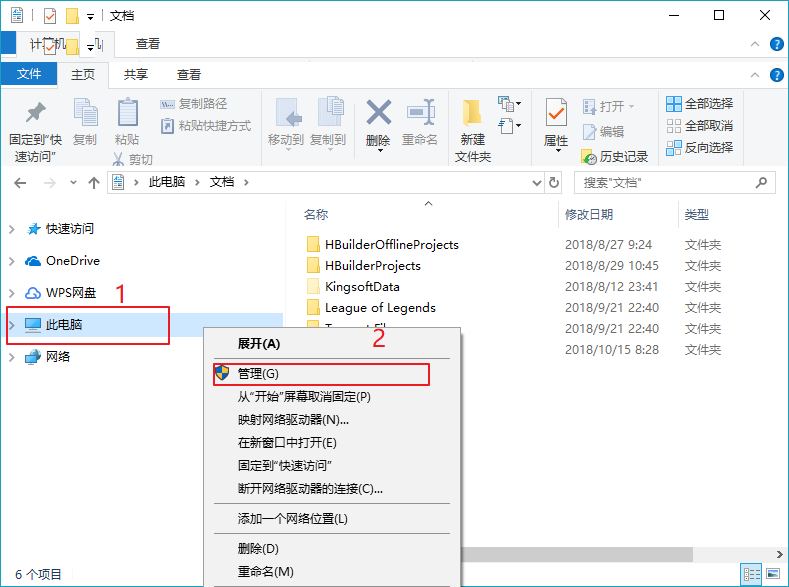 文档
计算机
查看
文件
主页
共享
查看
固定到“快
速访问”
复制
粘贴
复制路径
粘贴快捷方式
剪切
移动到
复制到
删除
重命名
新建
文件夹
属性
打开
编辑
历史记录
全部选择
全部取消
反向选择
此电脑
文档
搜索"文档"
名称
修改日期
类型
快速访问
OneDrive
WPS网盘
1
此电脑
网络
HBuilderOfflineProjects 2018/8/27 9:24 文件夹
HBuilderProjects 2018/8/29 10:45 文件夹
KingsoftData 2018/8/12 23:41 文件夹
League of Legends 2018/9/21 22:40 文件夹
2018/9/21 22:40 文件夹
2018/10/15 8:28 文件夹
2
展开(A)
管理(G)
从"开始"屏幕取消固定(P)
映射网络驱动器(N)...
在新窗口中打开(E)
固定到"快速访问"
断开网络驱动器的连接(C)...
添加一个网络位置(L)
删除(D)
重命名(M)
6 个项目